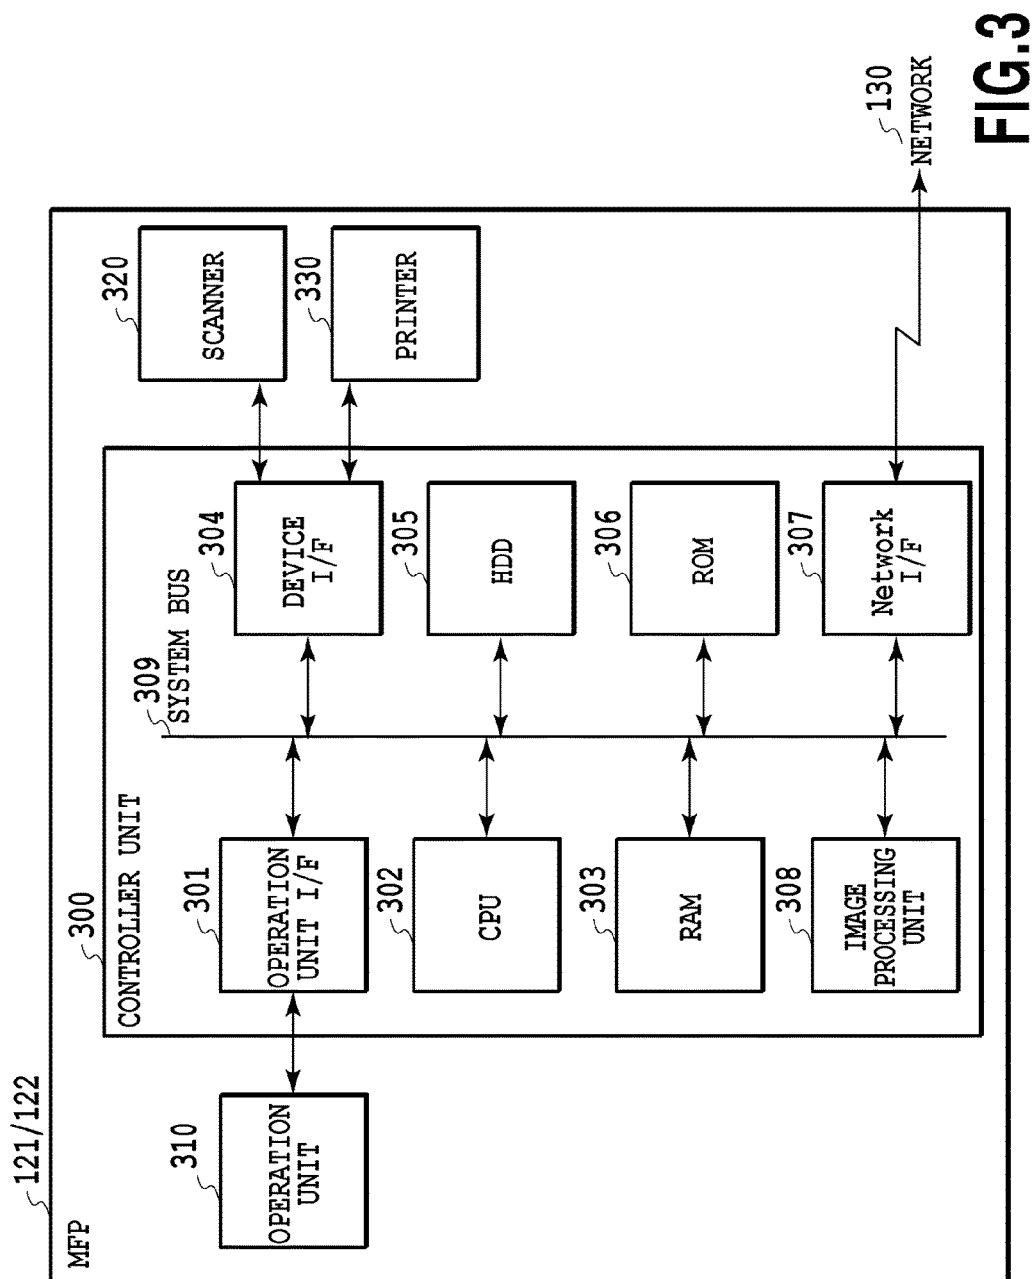 121/122
MFP
300
CONTROLLER UNIT
310
OPERATION
UNIT
301
OPERATION
UNIT I/F
302
CPU
303
RAM
308
IMAGE
PROCESSING
UNIT
309
SYSTEM BUS
304
DEVICE
I/F
305
HDD
306
ROM
307
Network
I/F
320
SCANNER
330
PRINTER
130
NETWORK
FIG.3